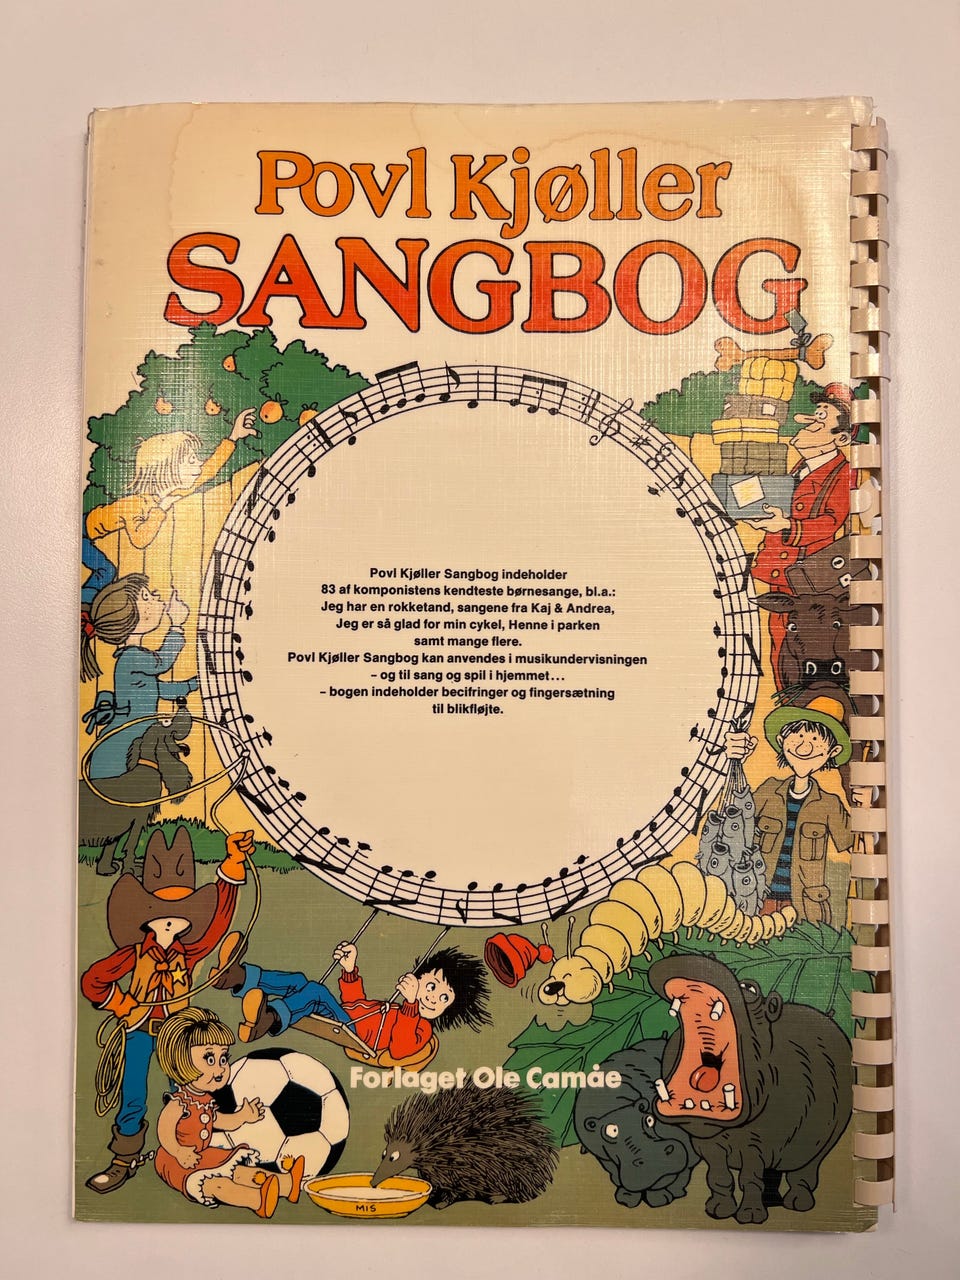 Povl Kjøller
SANGBOG
Povl Kjøller Sangbog indeholder
83 af komponistens kendteste børnesange, bl.a.:
Jeg har en rokketand, sangene fra Kaj & Andrea,
Jeg er så glad for min cykel, Henne i parken
samt mange flere.
Povl Kjøller Sangbog kan anvendes i musikundervisningen
– og til sang og spil i hjemmet...
– bogen indeholder becifringer og fingersætning
til blikfløjte.
Forlaget Ole Camåe
MIS